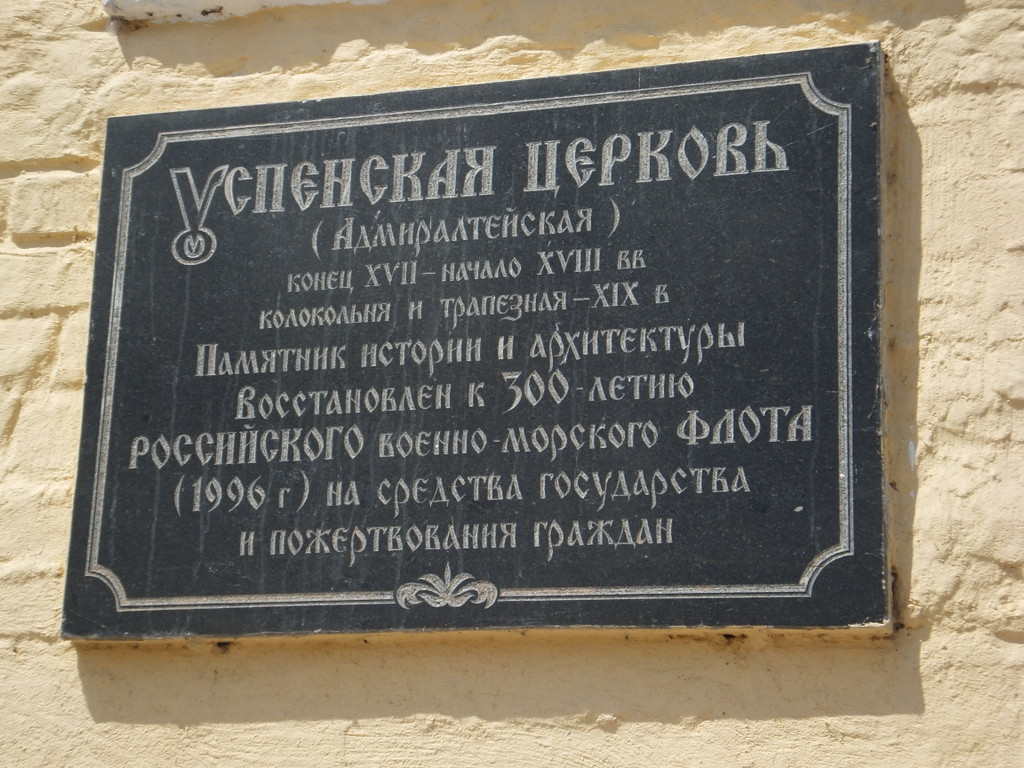 Успенская церковь
(Адмиралтейская)
конец XVII – начало XVIII вв
колокольня и трапезная – XIX в
Памятник истории и архитектуры
Восстановлен к 300-летию
РОССИЙСКОГО военно-морского ФЛОТА
(1996 г) на средства государства
и пожертвования граждан